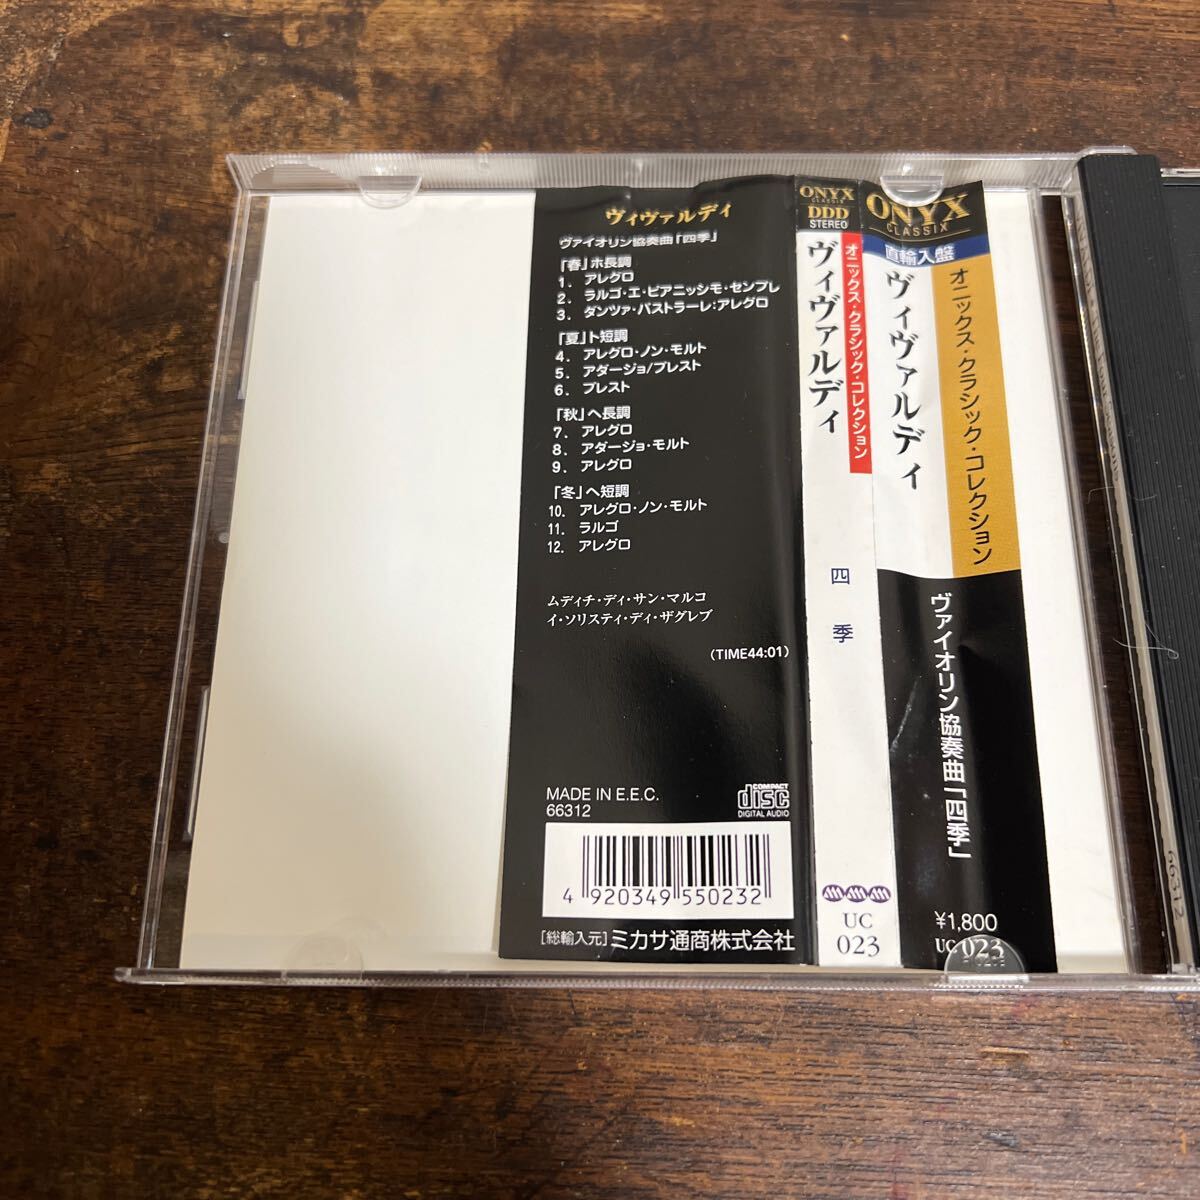 ヴィヴァルディ
ヴァイオリン協奏曲「四季」
「春」ホ長調
1. アレグロ
2. ラルゴ・エ・ピアニッシモ・センプレ
3. ダンツァ・パストラーレ:アレグロ
「夏」ト短調
4. アレグロ・ノン・モルト
5. アダージョ/プレスト
6. プレスト
「秋」ヘ長調
7. アレグロ
8. アダージョ・モルト
9. アレグロ
「冬」ヘ短調
10. アレグロ・ノン・モルト
11. ラルゴ
12. アレグロ
ムディチ・ディ・サン・マルコ
イ・ソリスティ・ディ・ザグレブ
(TIME44:01)
MADE IN E.E.C.
66312
COMPACT
disc
DIGITAL AUDIO
4 920349 550232
[総輸入元] ミカサ通商株式会社
ONYX
CLASSIX
DDD
STEREO
オニックス・クラシック・コレクション
ヴィヴァルディ
四季
UC
023
ONYX
CLASSIX
直輸入盤
オニックス・クラシック・コレクション
ヴィヴァルディ
ヴァイオリン協奏曲「四季」
¥1,800
UC 023
66312